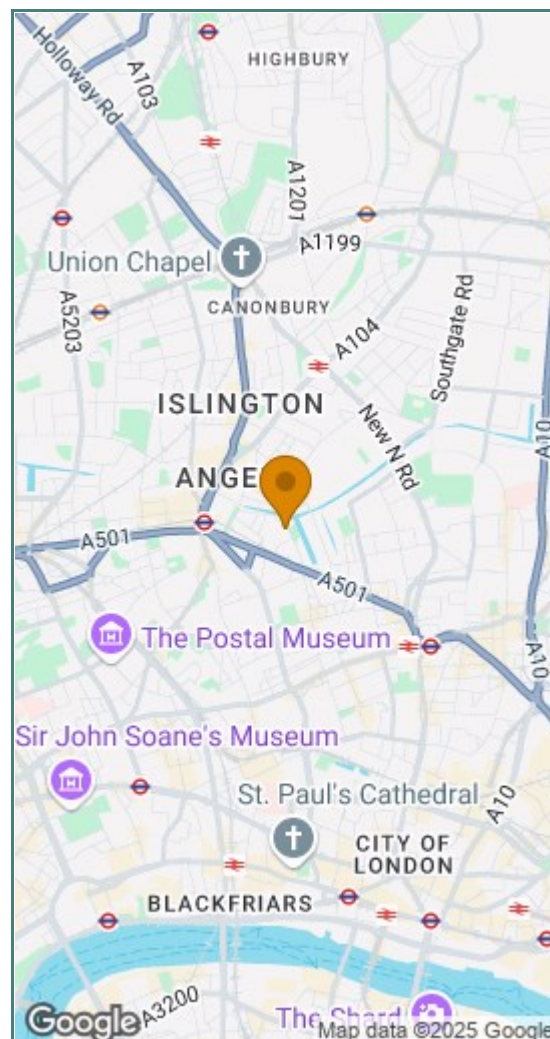 Holloway Rd
A103
HIGHBURY
A1201
A1199
Union Chapel
CANONBURY
A5203
A104
Southgate Rd
ISLINGTON
New N Rd
A10
ANGE
A501
A501
The Postal Museum
A10
Sir John Soane's Museum
St. Paul's Cathedral
A10
CITY OF
LONDON
BLACKFRIARS
A3200
The Shard
Google
Map data ©2025 Google